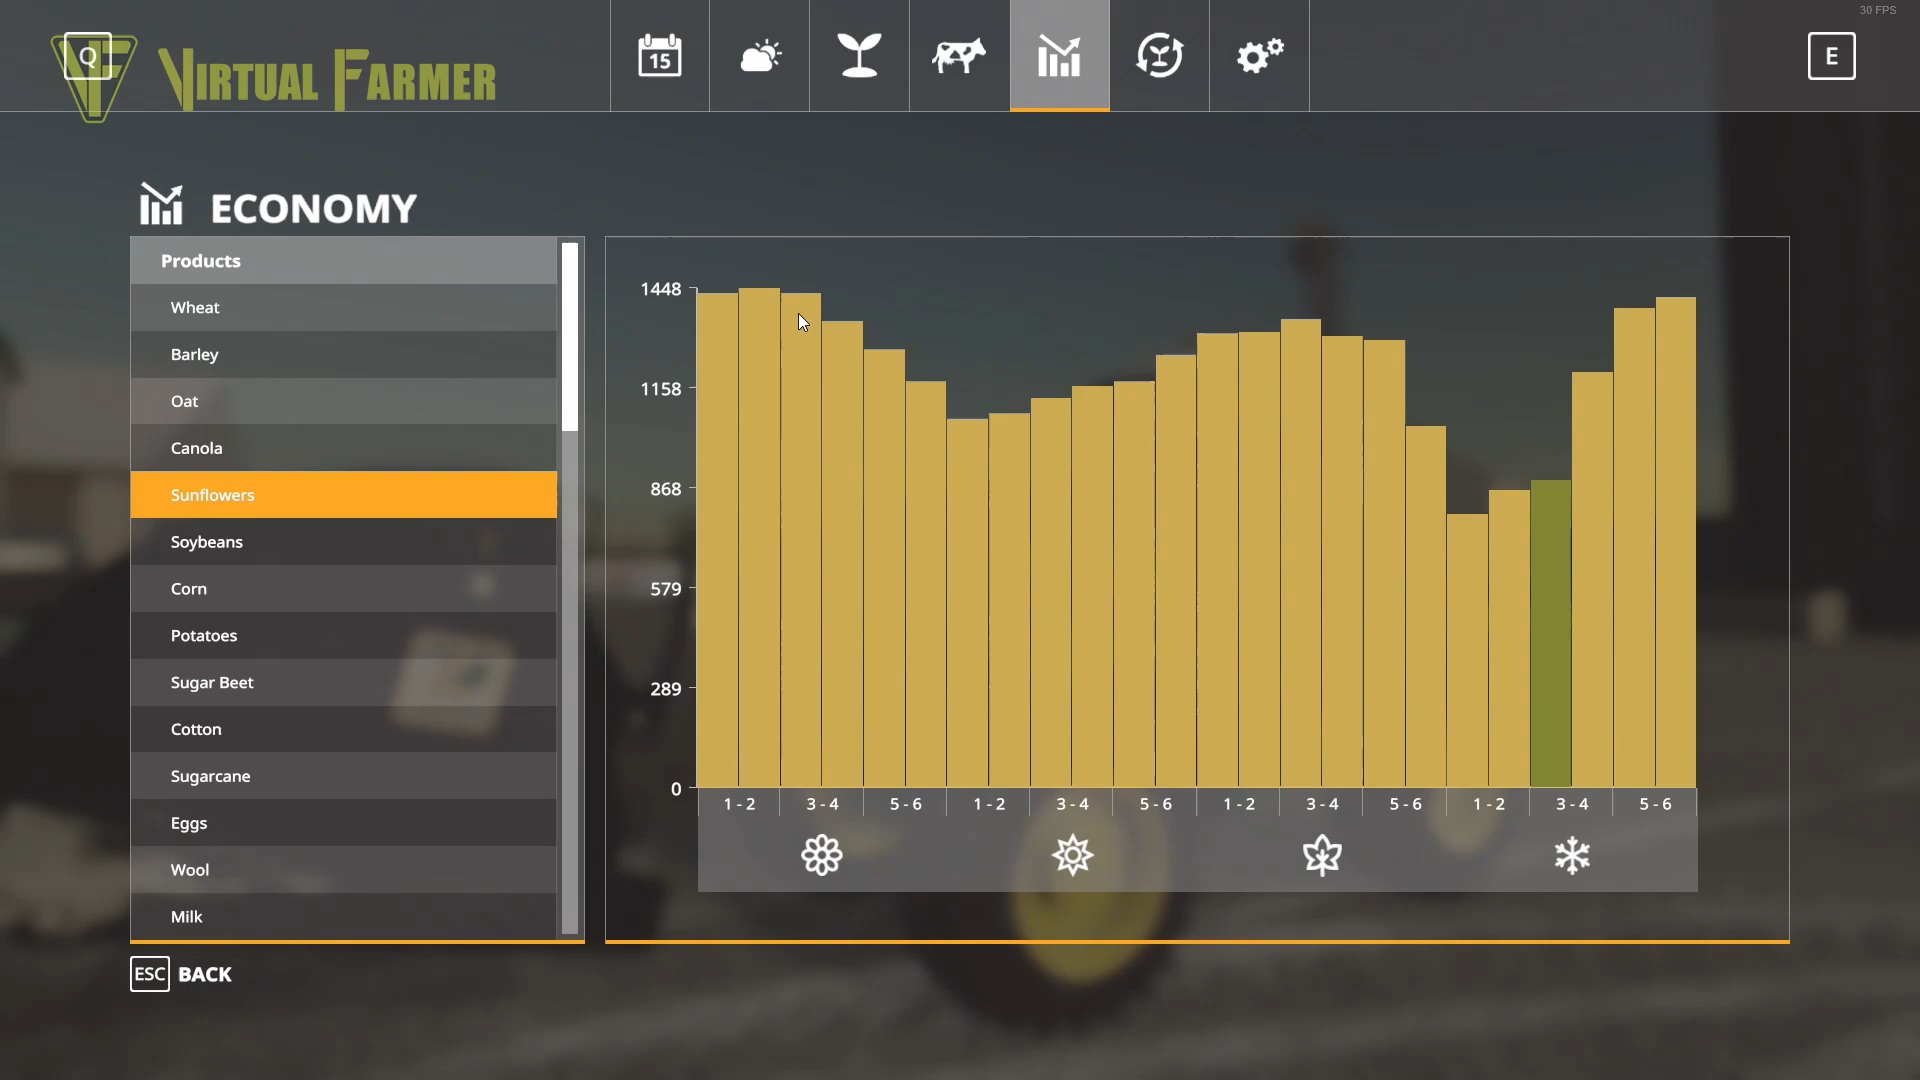 30 FPS
Q
VF
VIRTUAL FARMER
15
E
ECONOMY
Products
Wheat
Barley
Oat
Canola
Sunflowers
Soybeans
Corn
Potatoes
Sugar Beet
Cotton
Sugarcane
Eggs
Wool
Milk
1448
1158
868
579
289
0
1 - 2 3 - 4 5 - 6 1 - 2 3 - 4 5 - 6 1 - 2 3 - 4 5 - 6 1 - 2 3 - 4 5 - 6
ESC BACK